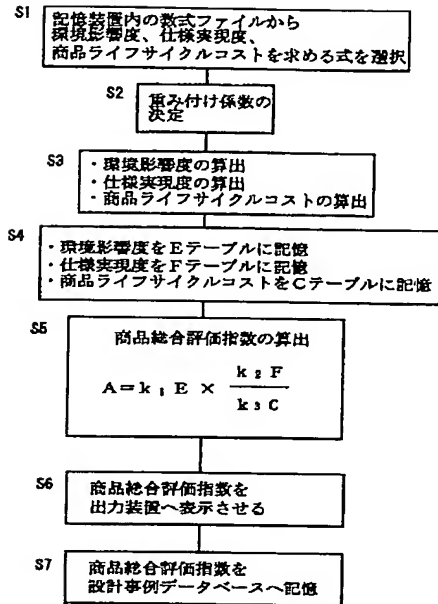 S1
記憶装置内の数式ファイルから
環境影響度、仕様実現度、
商品ライフサイクルコストを求める式を選択
S2
重み付け係数の
決定
S3
・環境影響度の算出
・仕様実現度の算出
・商品ライフサイクルコストの算出
S4
・環境影響度をEテーブルに記憶
・仕様実現度をFテーブルに記憶
・商品ライフサイクルコストをCテーブルに記憶
S5
商品総合評価指数の算出
A=k₁E × k₂F / k₃C
S6
商品総合評価指数を
出力装置へ表示させる
S7
商品総合評価指数を
設計事例データベースへ記憶